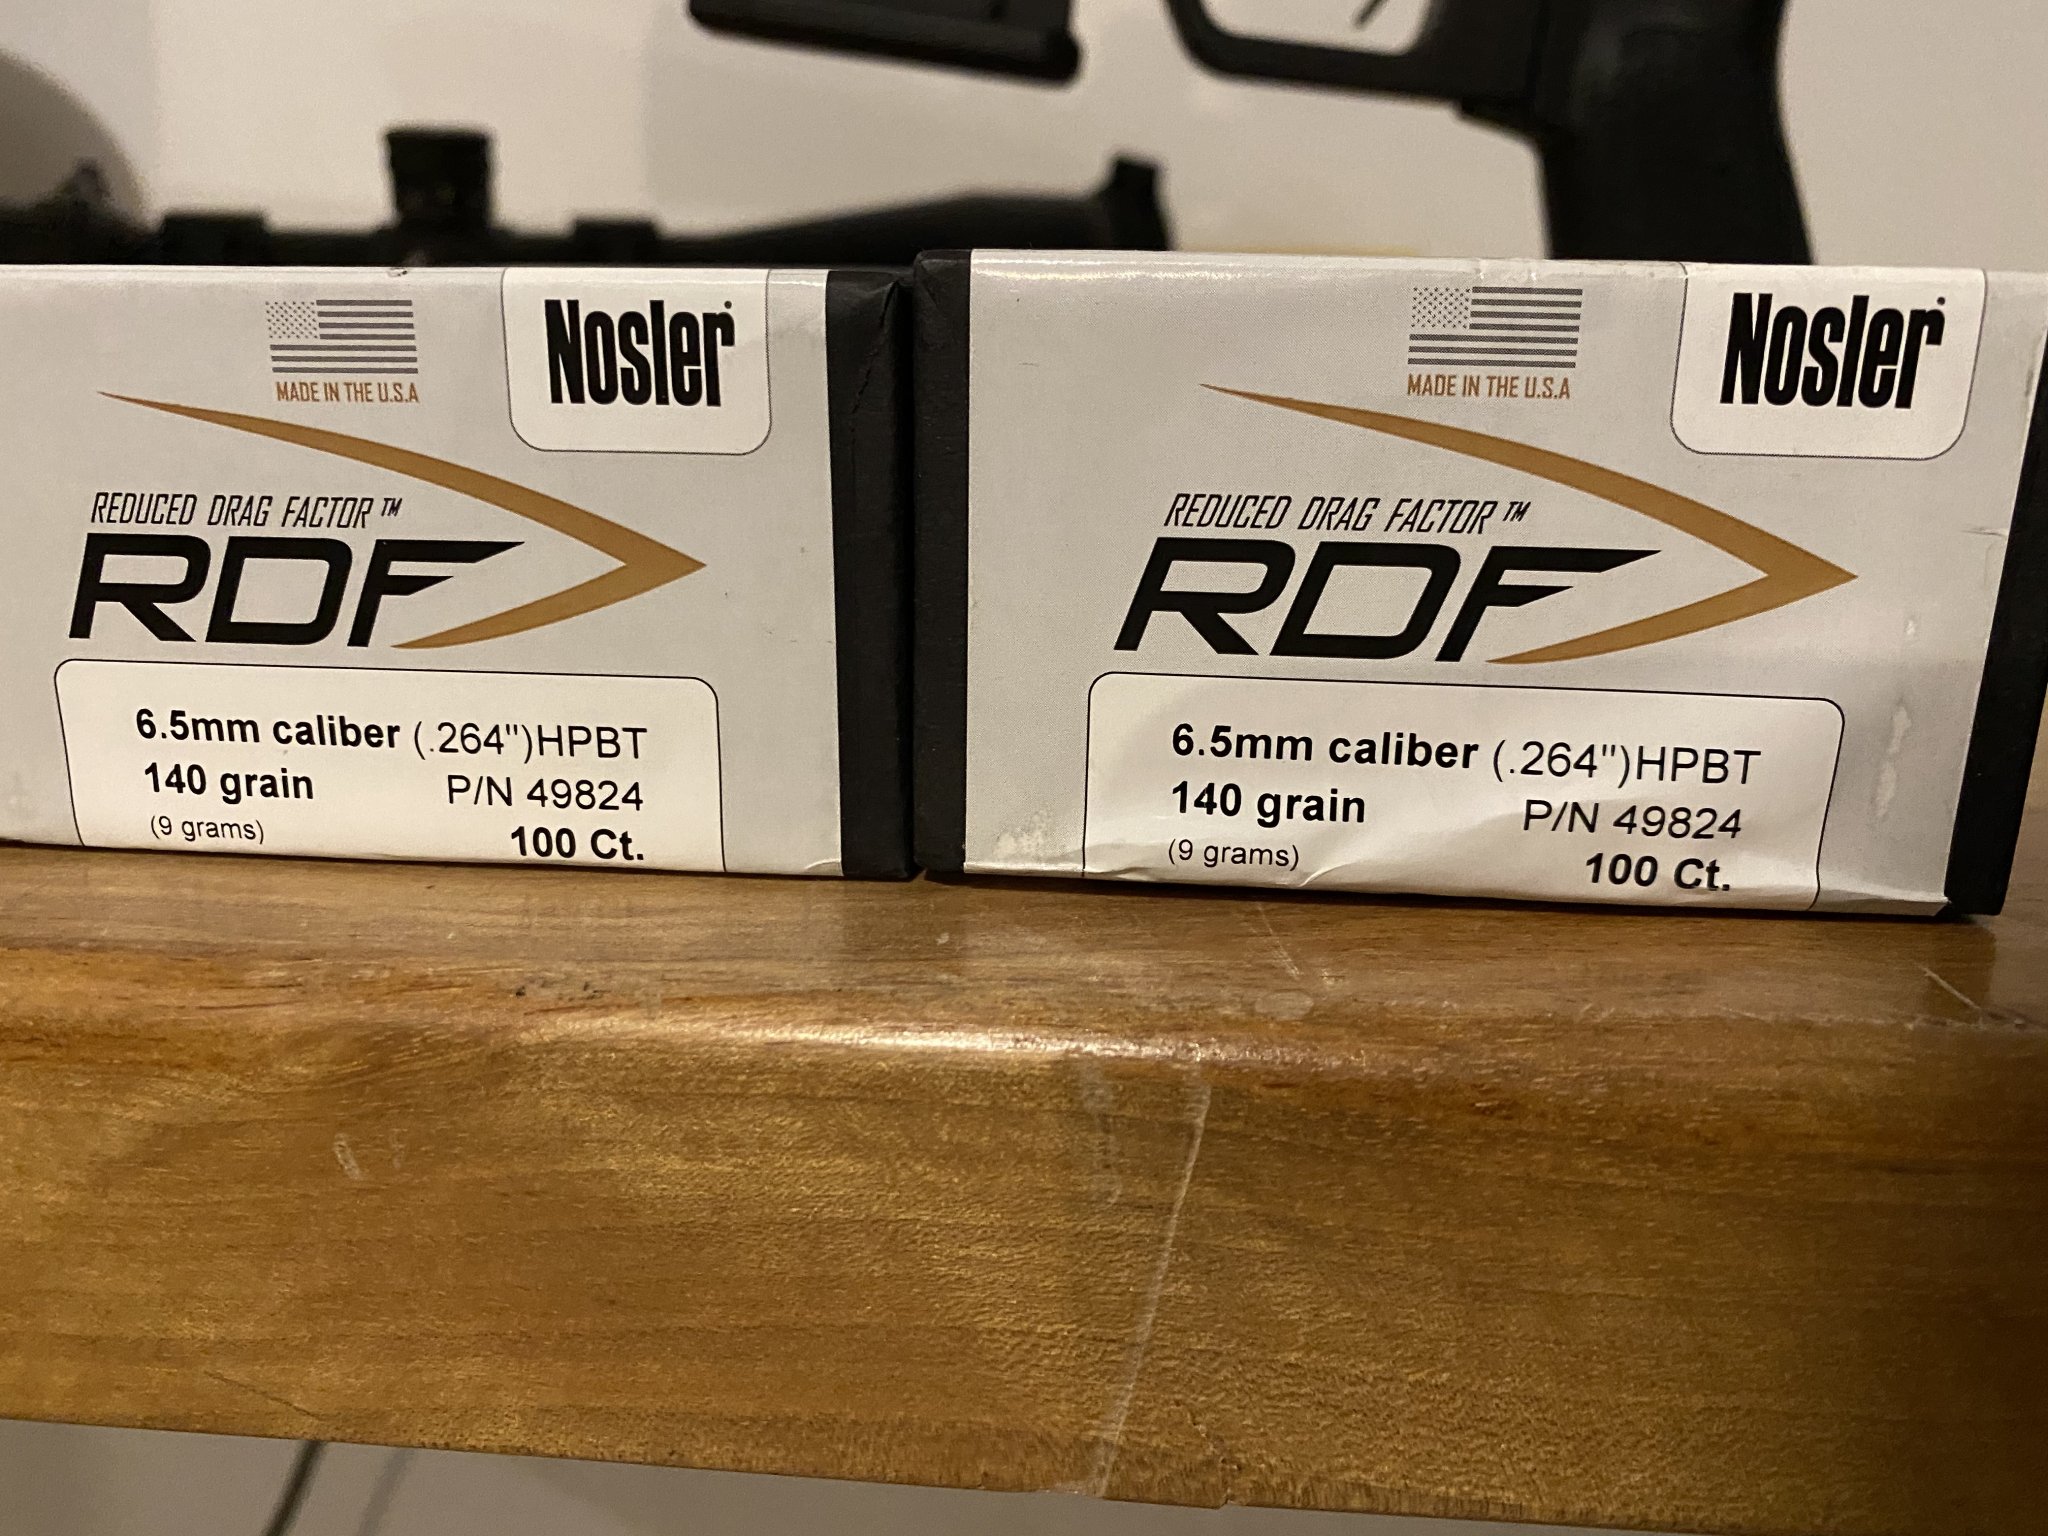 Nosler
MADE IN THE U.S.A
REDUCED DRAG FACTOR™
RDF
6.5mm caliber (.264")HPBT
140 grain P/N 49824
(9 grams) 100 Ct.
Nosler
MADE IN THE U.S.A
REDUCED DRAG FACTOR™
RDF
6.5mm caliber (.264")HPBT
140 grain P/N 49824
(9 grams) 100 Ct.